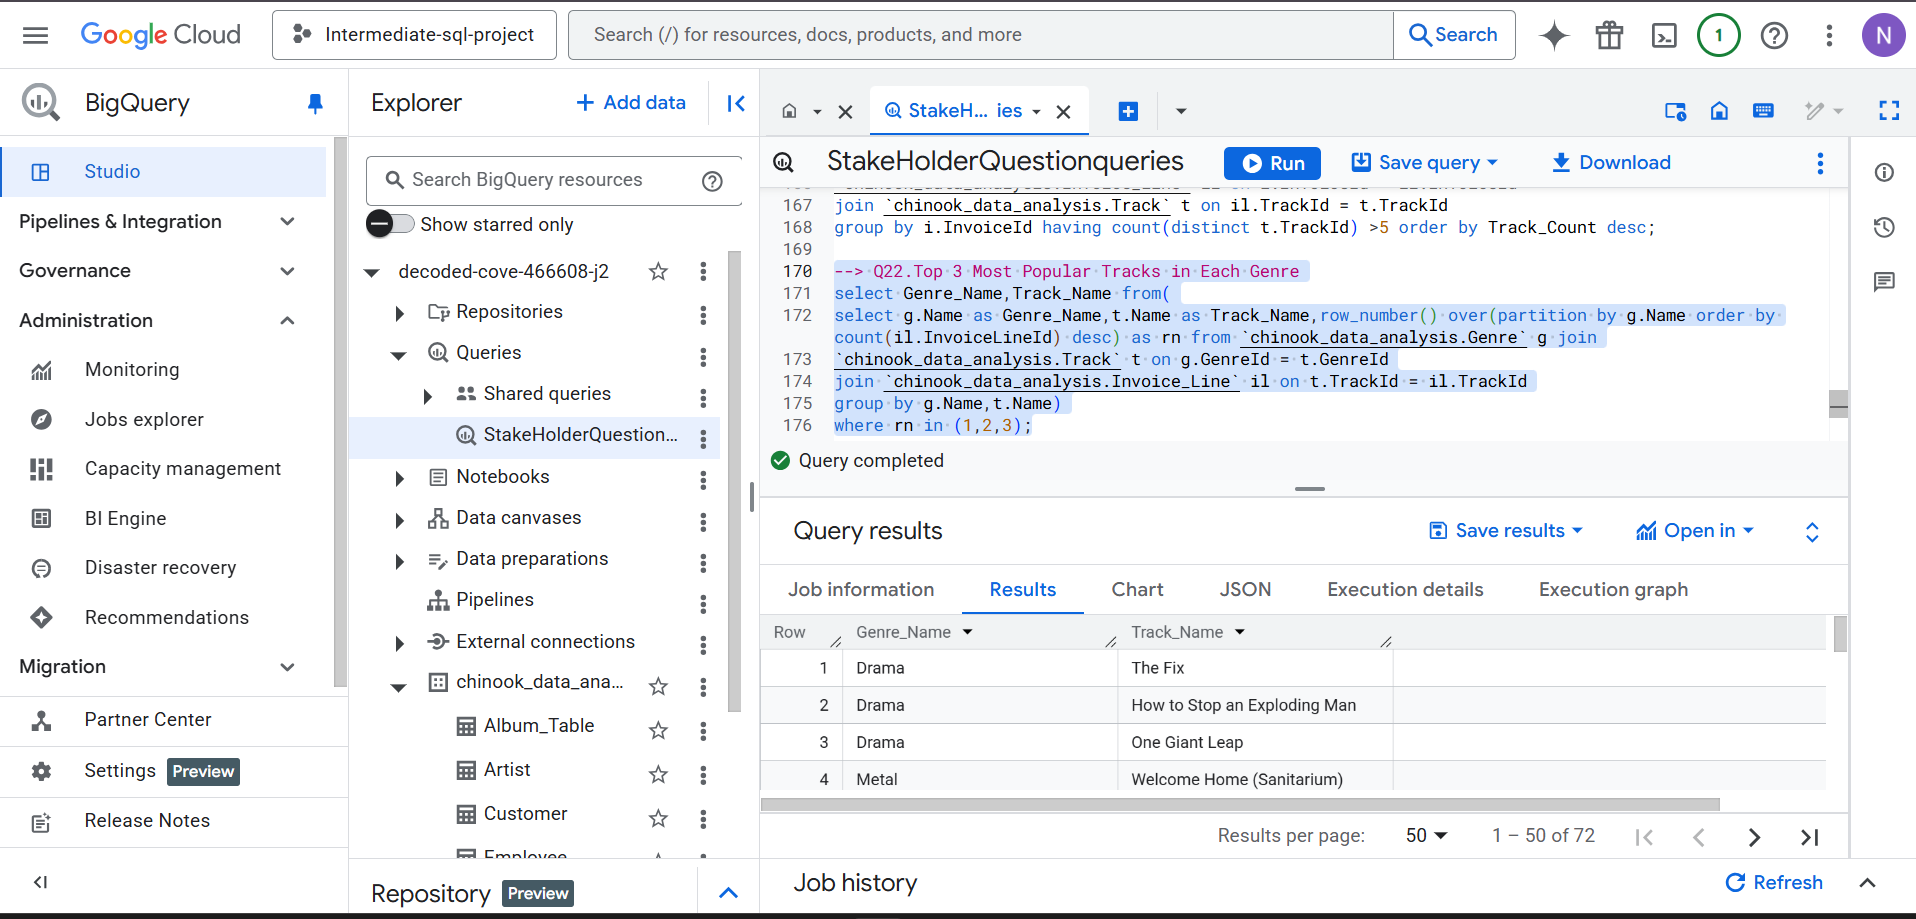 Google Cloud
Intermediate-sql-project
Search (/) for resources, docs, products, and more
Search
1
N
BigQuery
Studio
Pipelines & Integration
Governance
Administration
Monitoring
Jobs explorer
Capacity management
BI Engine
Disaster recovery
Recommendations
Migration
Partner Center
Settings Preview
Release Notes
Explorer
Add data
Search BigQuery resources
Show starred only
decoded-cove-466608-j2
Repositories
Queries
Shared queries
StakeHolderQuestion...
Notebooks
Data canvases
Data preparations
Pipelines
External connections
chinook_data_ana...
Album_Table
Artist
Customer
Employee
Repository Preview
StakeH... ies
StakeHolderQuestionqueries
Run
Save query
Download
167 join `chinook_data_analysis.Track` t on il.TrackId = t.TrackId
168 group by i.InvoiceId having count(distinct t.TrackId) >5 order by Track_Count desc;
169
170 --> Q22.Top 3 Most Popular Tracks in Each Genre
171 select Genre_Name,Track_Name from(
172 select g.Name as Genre_Name,t.Name as Track_Name,row_number() over(partition by g.Name order by
count(il.InvoiceLineId) desc) as rn from `chinook_data_analysis.Genre` g join
173 `chinook_data_analysis.Track` t on g.GenreId = t.GenreId
174 join `chinook_data_analysis.Invoice_Line` il on t.TrackId = il.TrackId
175 group by g.Name,t.Name)
176 where rn in (1,2,3);
Query completed
Query results
Save results
Open in
Job information
Results
Chart
JSON
Execution details
Execution graph
Row Genre_Name Track_Name
1 Drama The Fix
2 Drama How to Stop an Exploding Man
3 Drama One Giant Leap
4 Metal Welcome Home (Sanitarium)
Results per page: 50 1 – 50 of 72
Job history
Refresh